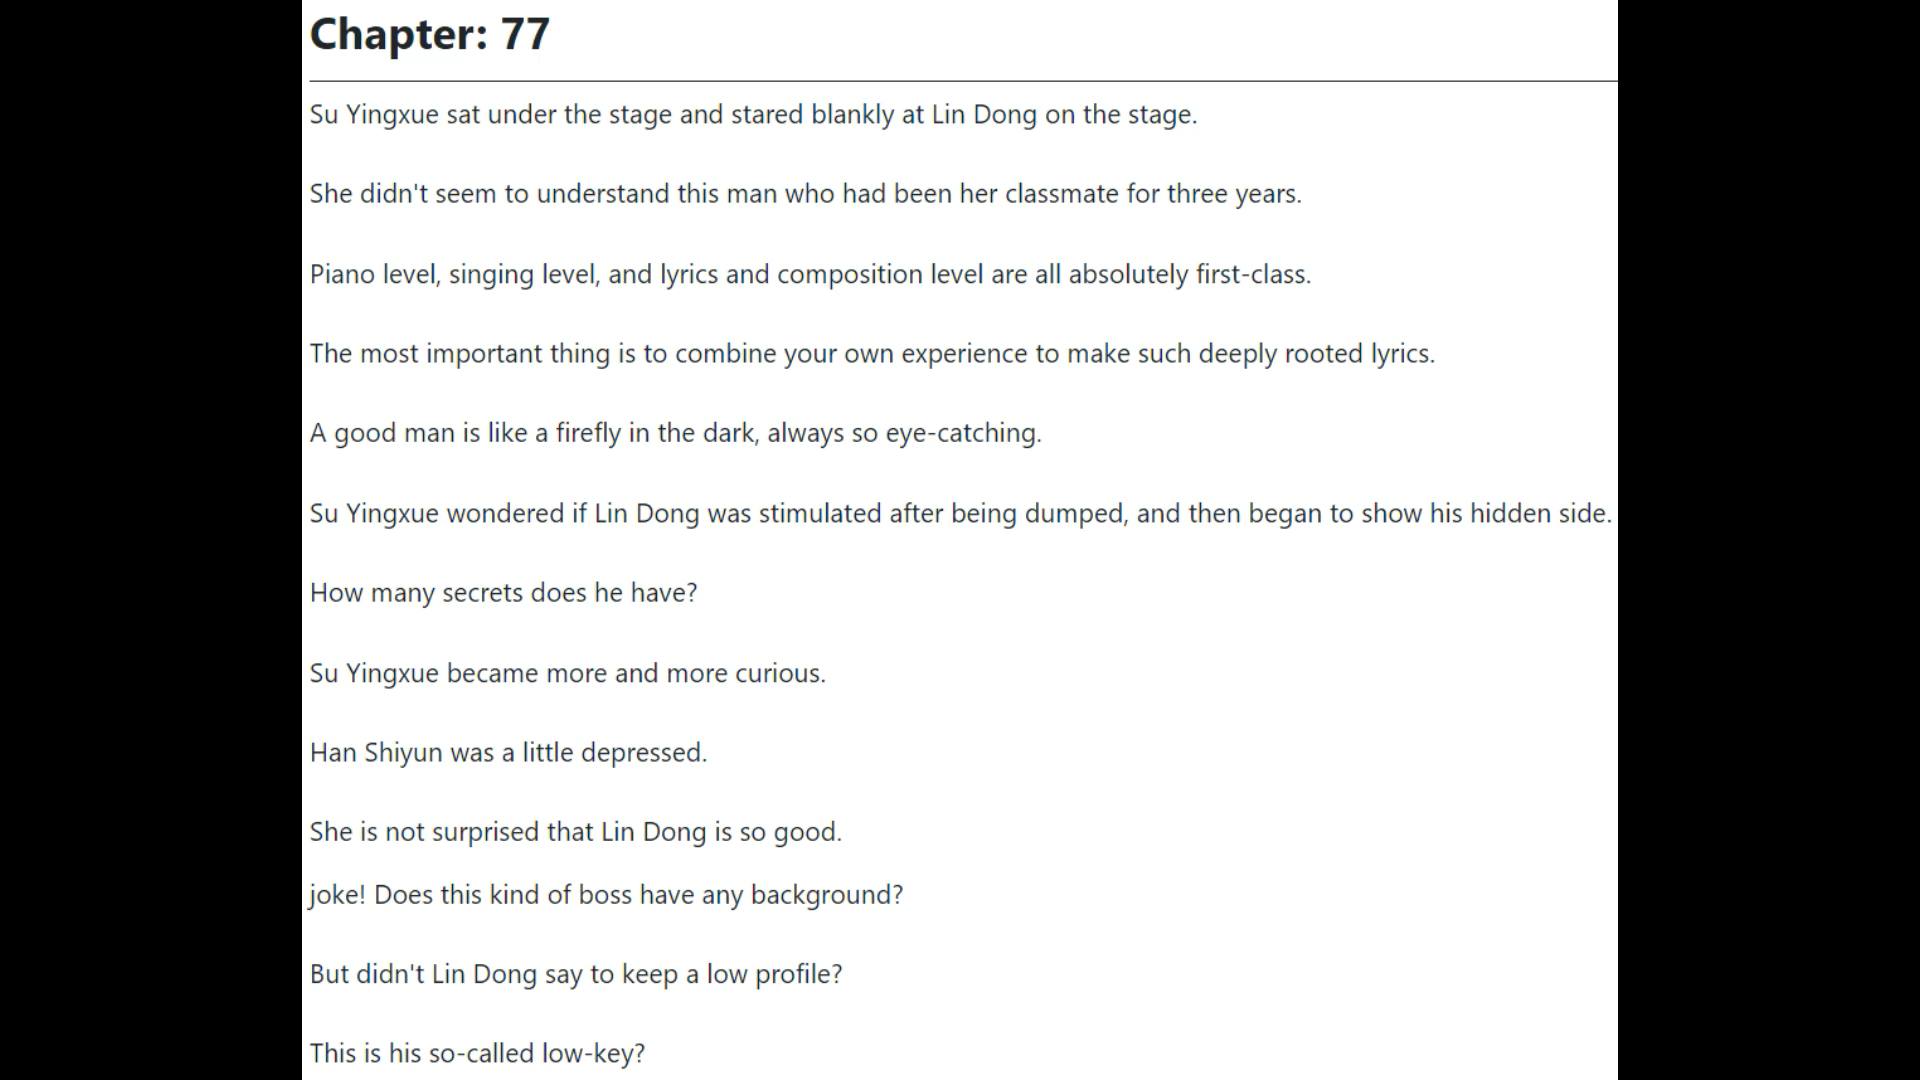 Chapter: 77
Su Yingxue sat under the stage and stared blankly at Lin Dong on the stage.
She didn't seem to understand this man who had been her classmate for three years.
Piano level, singing level, and lyrics and composition level are all absolutely first-class.
The most important thing is to combine your own experience to make such deeply rooted lyrics.
A good man is like a firefly in the dark, always so eye-catching.
Su Yingxue wondered if Lin Dong was stimulated after being dumped, and then began to show his hidden side.
How many secrets does he have?
Su Yingxue became more and more curious.
Han Shiyun was a little depressed.
She is not surprised that Lin Dong is so good.
joke! Does this kind of boss have any background?
But didn't Lin Dong say to keep a low profile?
This is his so-called low-key?